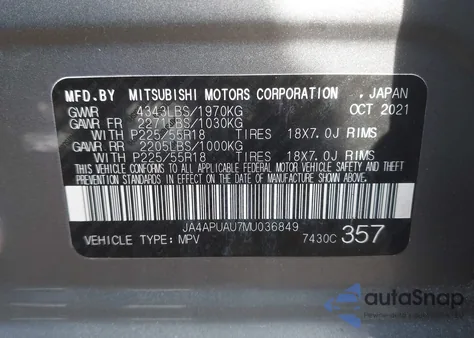 MFD.BY MITSUBISHI MOTORS CORPORATION , JAPAN
GVWR 4343LBS/1970KG OCT 2021
GAWR FR 2271LBS/1030KG
WITH P225/55R18 TIRES 18X7.0J RIMS
GAWR RR 2205LBS/1000KG
WITH P225/55R18 TIRES 18X7.0J RIMS
THIS VEHICLE CONFORMS TO ALL APPLICABLE FEDERAL MOTOR VEHICLE SAFETY AND THEFT
PREVENTION STANDARDS IN EFFECT ON THE DATE OF MANUFACTURE SHOWN ABOVE.
JA4APUAU7MU036849
VEHICLE TYPE: MPV 7430C 357
autoSnap